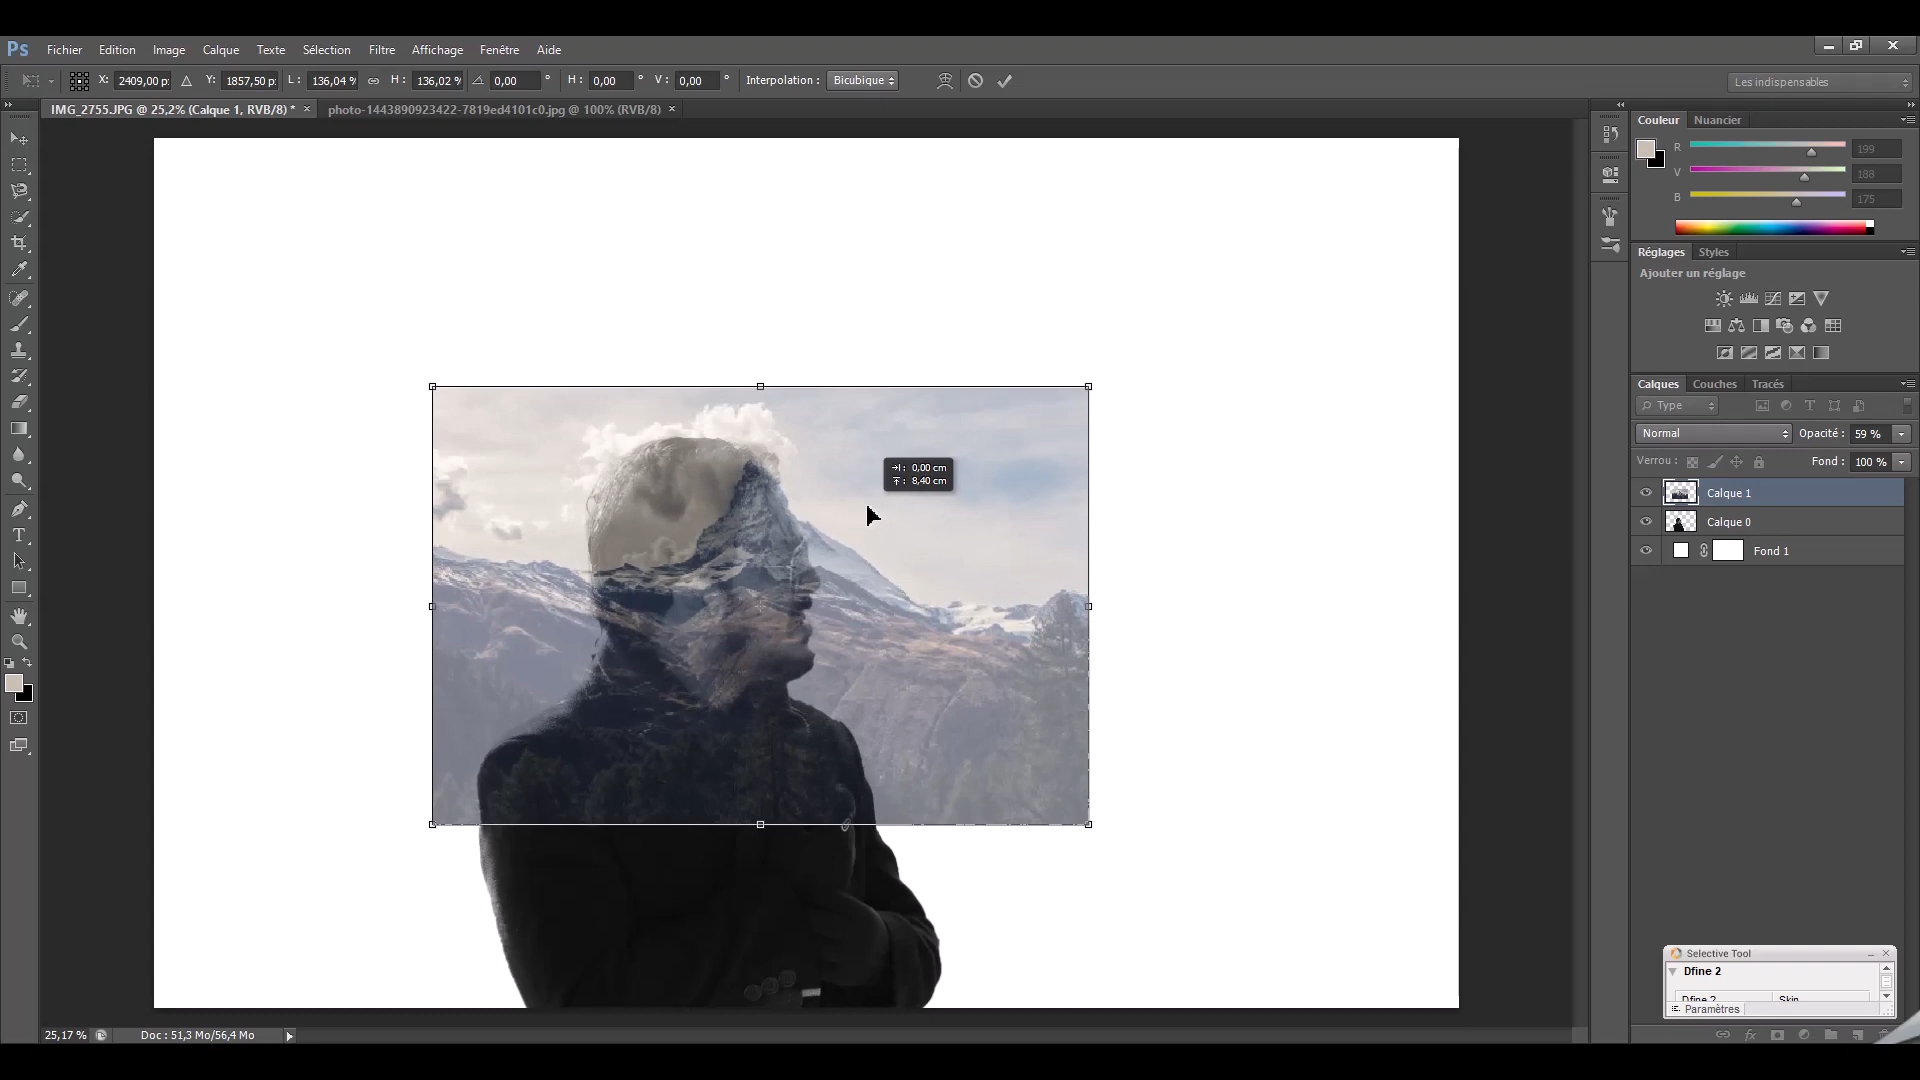 Ps Fichier Edition Image Calque Texte Sélection Filtre Affichage Fenêtre Aide
X: 2409,00 p: Y: 1857,50 p: L : 136,04 % H : 136,02 % 0,00 ° H : 0,00 ° V : 0,00 ° Interpolation : Bicubique Les indispensables
IMG_2755.JPG @ 25,2% (Calque 1, RVB/8) * × photo-1443890923422-7819ed4101c0.jpg @ 100% (RVB/8) ×
Couleur Nuancier
R 199
V 188
B 175
Réglages Styles
Ajouter un réglage
Calques Couches Tracés
Type
Normal Opacité : 59 %
Verrou : Fond : 100 %
Calque 1
Calque 0
Fond 1
0,00 cm
8,40 cm
Selective Tool
Dfine 2
Dfine 2 Skin
Paramètres
25,17 % Doc : 51,3 Mo/56,4 Mo